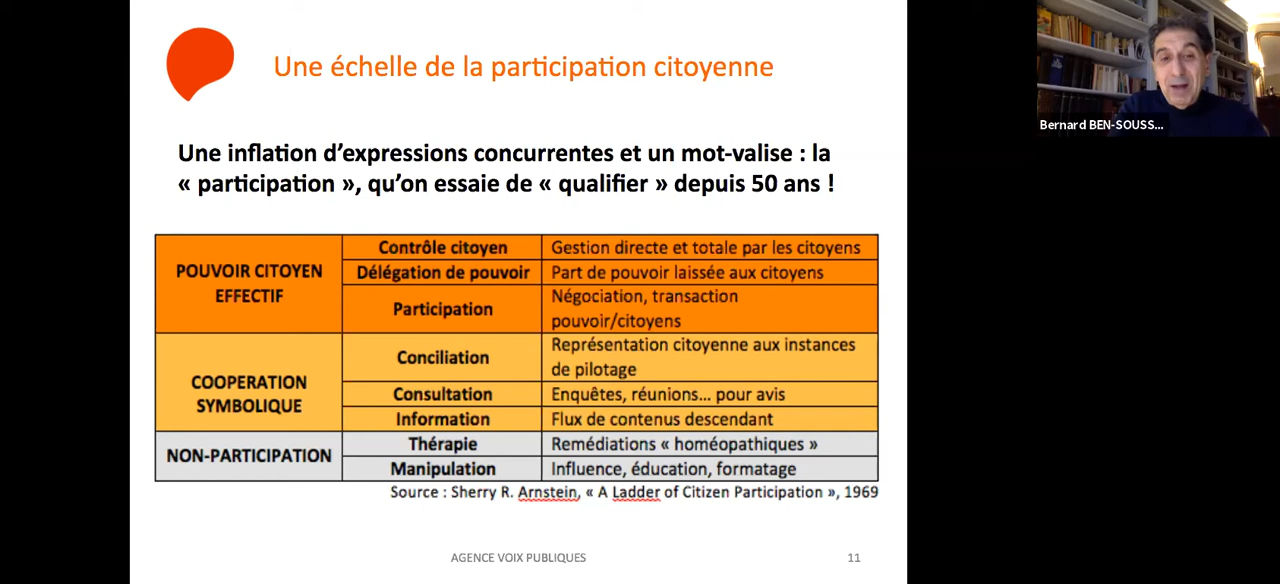 Une échelle de la participation citoyenne
Bernard BEN-SOUSS...
Une inflation d’expressions concurrentes et un mot-valise : la
« participation », qu’on essaie de « qualifier » depuis 50 ans !
POUVOIR CITOYEN
EFFECTIF
Contrôle citoyen
Gestion directe et totale par les citoyens
Délégation de pouvoir
Part de pouvoir laissée aux citoyens
Participation
Négociation, transaction
pouvoir/citoyens
COOPERATION
SYMBOLIQUE
Conciliation
Représentation citoyenne aux instances
de pilotage
Consultation
Enquêtes, réunions... pour avis
Information
Flux de contenus descendant
NON-PARTICIPATION
Thérapie
Remédiations « homéopathiques »
Manipulation
Influence, éducation, formatage
Source : Sherry R. Arnstein, « A Ladder of Citizen Participation », 1969
AGENCE VOIX PUBLIQUES
11